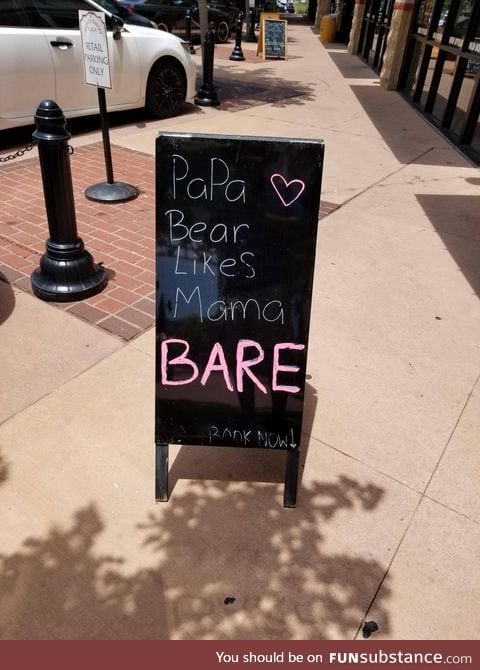 RETAIL
PARKING
ONLY
PaPa
Bear
Likes
Mama
BARE
BOOK NOW!
You should be on FUNsubstance.com